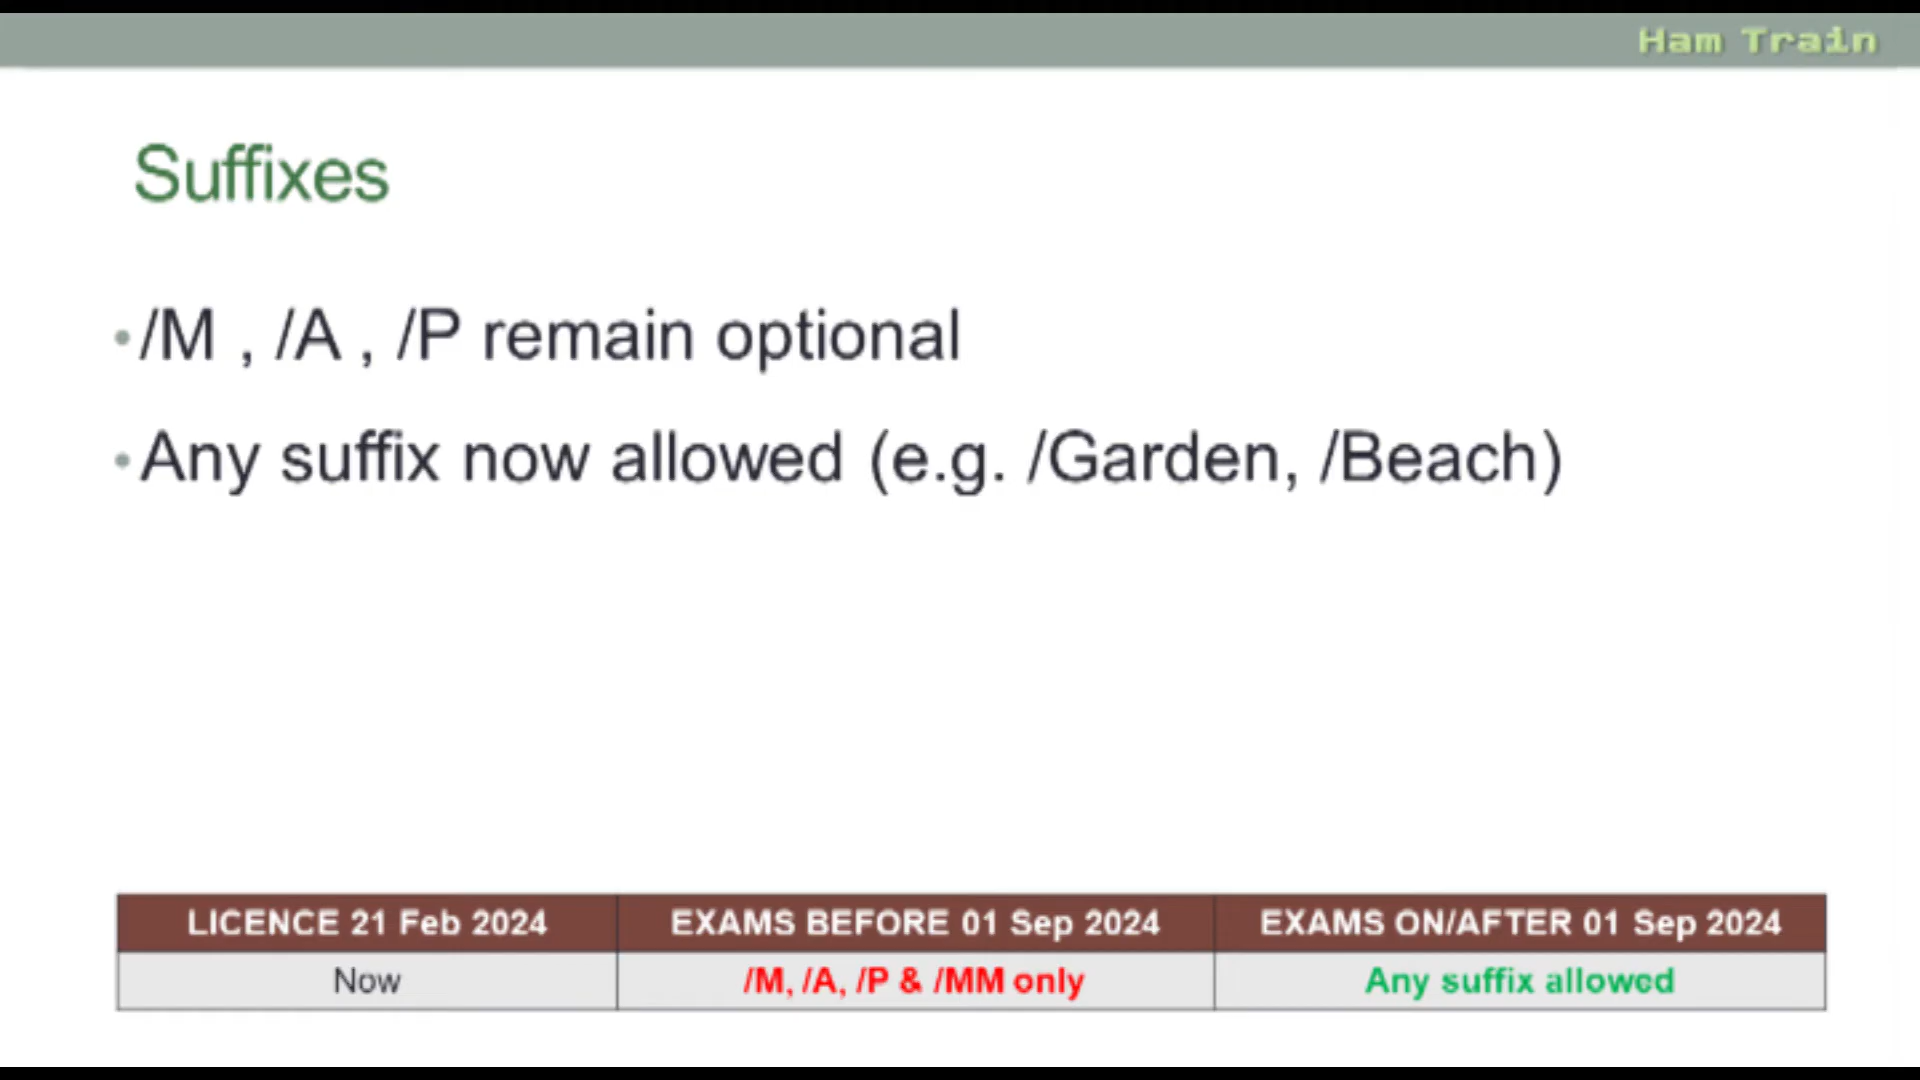 Ham Train
Suffixes
•/M , /A , /P remain optional
•Any suffix now allowed (e.g. /Garden, /Beach)
LICENCE 21 Feb 2024 EXAMS BEFORE 01 Sep 2024 EXAMS ON/AFTER 01 Sep 2024
Now /M, /A, /P & /MM only Any suffix allowed